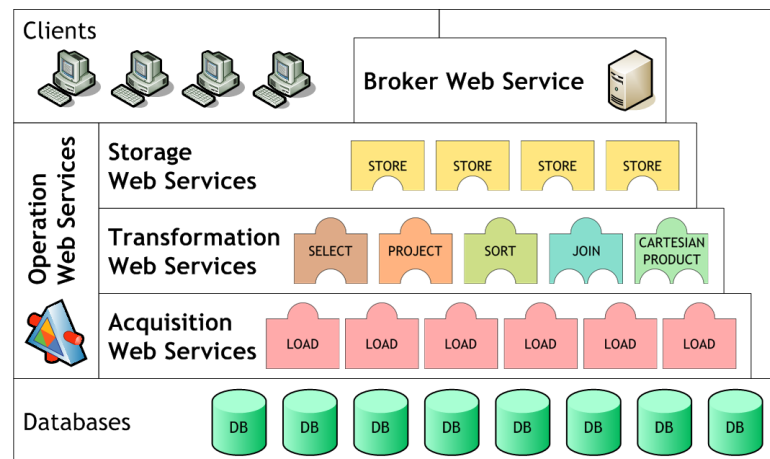 Clients
Broker Web Service
Operation
Web Services
Storage
Web Services
STORE STORE STORE STORE
Transformation
Web Services
SELECT PROJECT SORT JOIN CARTESIAN
PRODUCT
Acquisition
Web Services
LOAD LOAD LOAD LOAD LOAD LOAD
Databases
DB DB DB DB DB DB DB DB